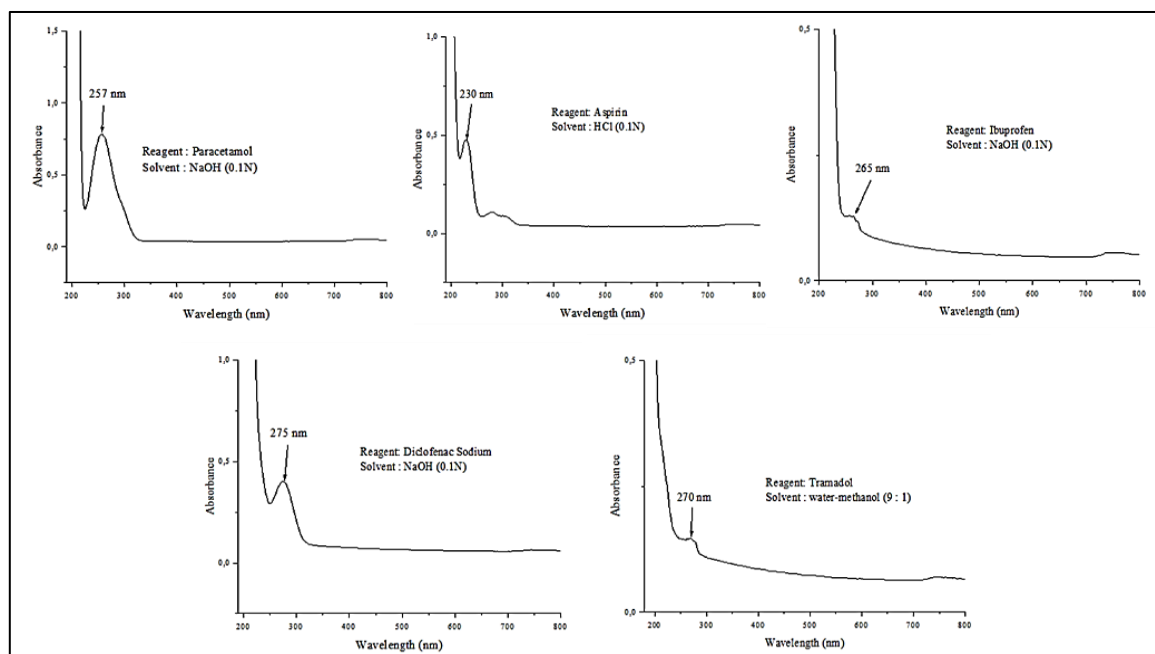 1,5
1,0
0,5
0,0
Absorbance
257 nm
Reagent : Paracetamol
Solvent : NaOH (0.1N)
200 300 400 500 600 700 800
Wavelength (nm)
1,0
0,5
0,0
Absorbance
230 nm
Reagent: Aspirin
Solvent : HCl (0.1N)
200 300 400 500 600 700 800
Wavelength (nm)
0,5
0,0
Absorbance
265 nm
Reagent: Ibuprofen
Solvent : NaOH (0.1N)
200 300 400 500 600 700 800
Wavelength (nm)
1,0
0,5
0,0
Absorbance
275 nm
Reagent: Diclofenac Sodium
Solvent : NaOH (0.1N)
200 300 400 500 600 700 800
Wavelength (nm)
0,5
0,0
Absorbance
270 nm
Reagent: Tramadol
Solvent : water-methanol (9 : 1)
200 300 400 500 600 700 800
Wavelength (nm)